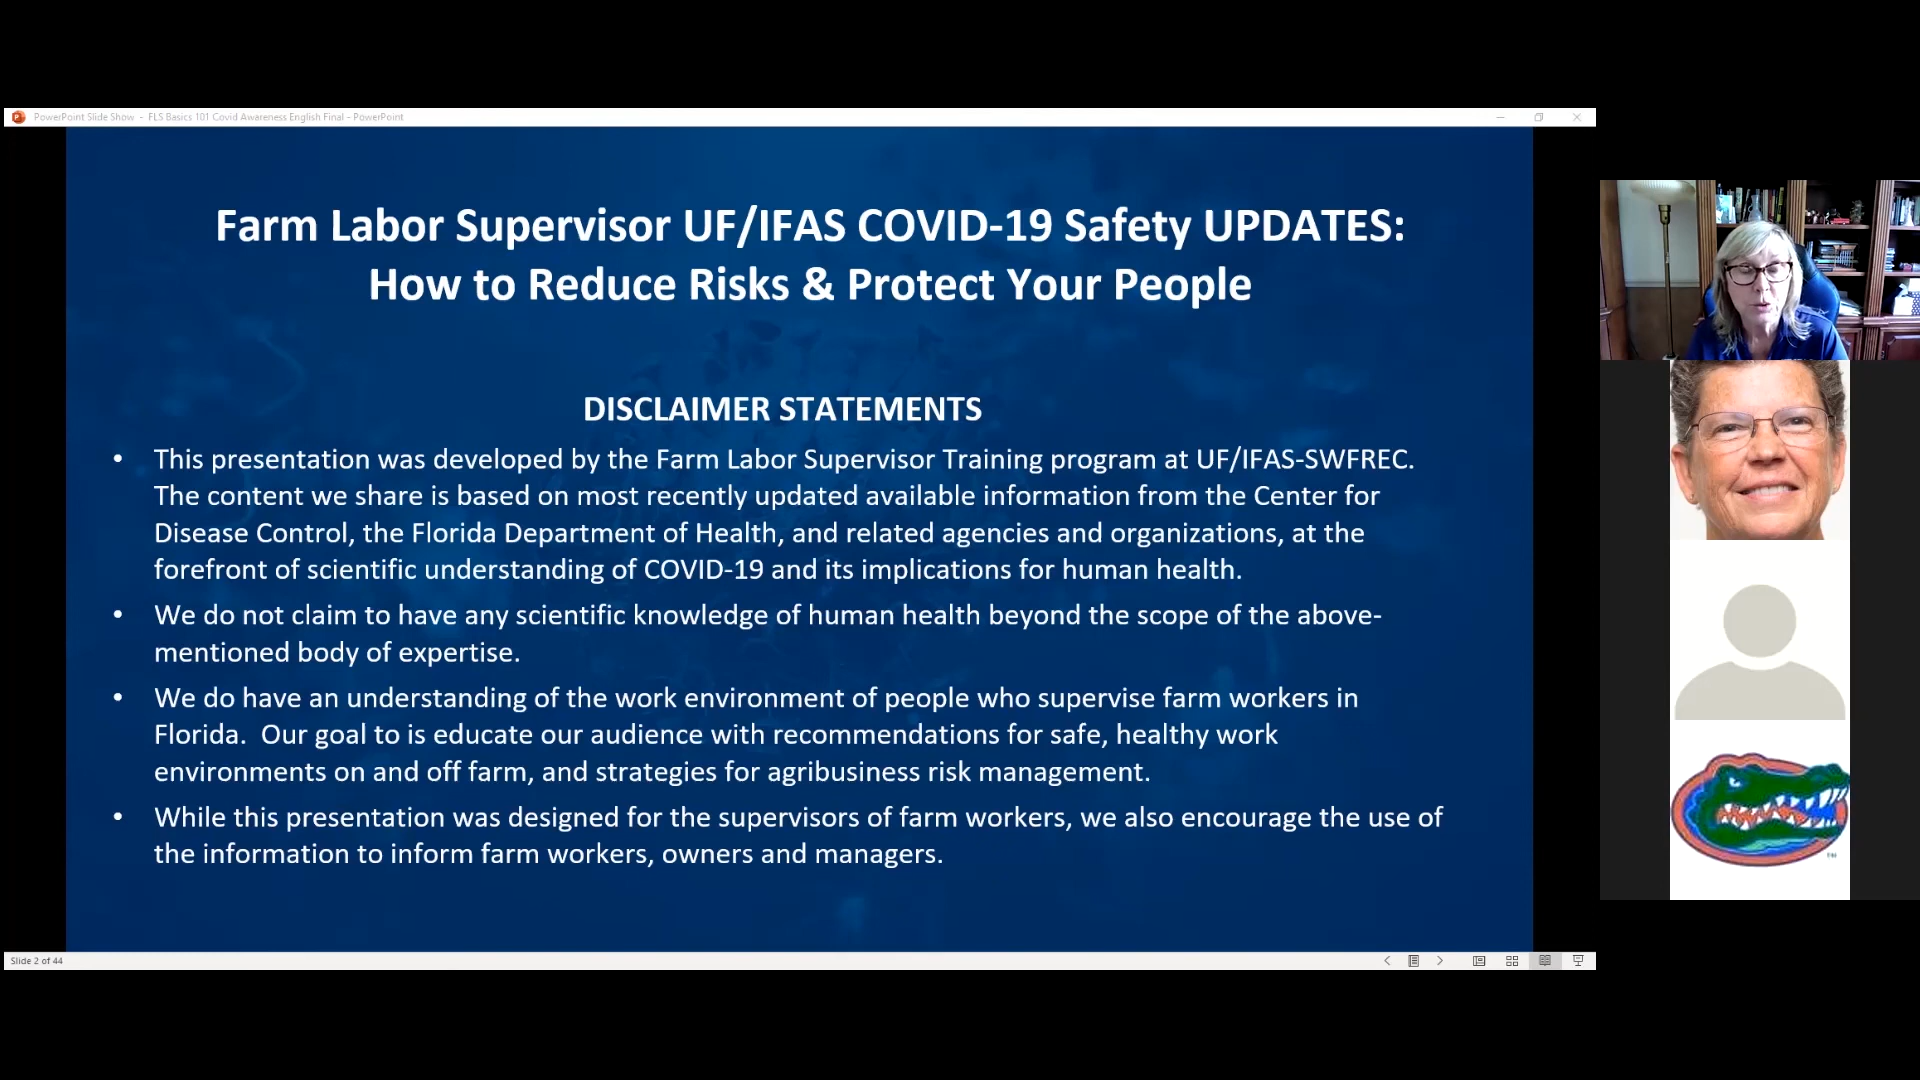 PowerPoint Slide Show - FLS Basics 101 Covid Awareness English Final - PowerPoint
Farm Labor Supervisor UF/IFAS COVID-19 Safety UPDATES:
How to Reduce Risks & Protect Your People
DISCLAIMER STATEMENTS
• This presentation was developed by the Farm Labor Supervisor Training program at UF/IFAS-SWFREC.
The content we share is based on most recently updated available information from the Center for
Disease Control, the Florida Department of Health, and related agencies and organizations, at the
forefront of scientific understanding of COVID-19 and its implications for human health.
• We do not claim to have any scientific knowledge of human health beyond the scope of the above-
mentioned body of expertise.
• We do have an understanding of the work environment of people who supervise farm workers in
Florida.  Our goal to is educate our audience with recommendations for safe, healthy work
environments on and off farm, and strategies for agribusiness risk management.
• While this presentation was designed for the supervisors of farm workers, we also encourage the use of
the information to inform farm workers, owners and managers.
Slide 2 of 44
TM